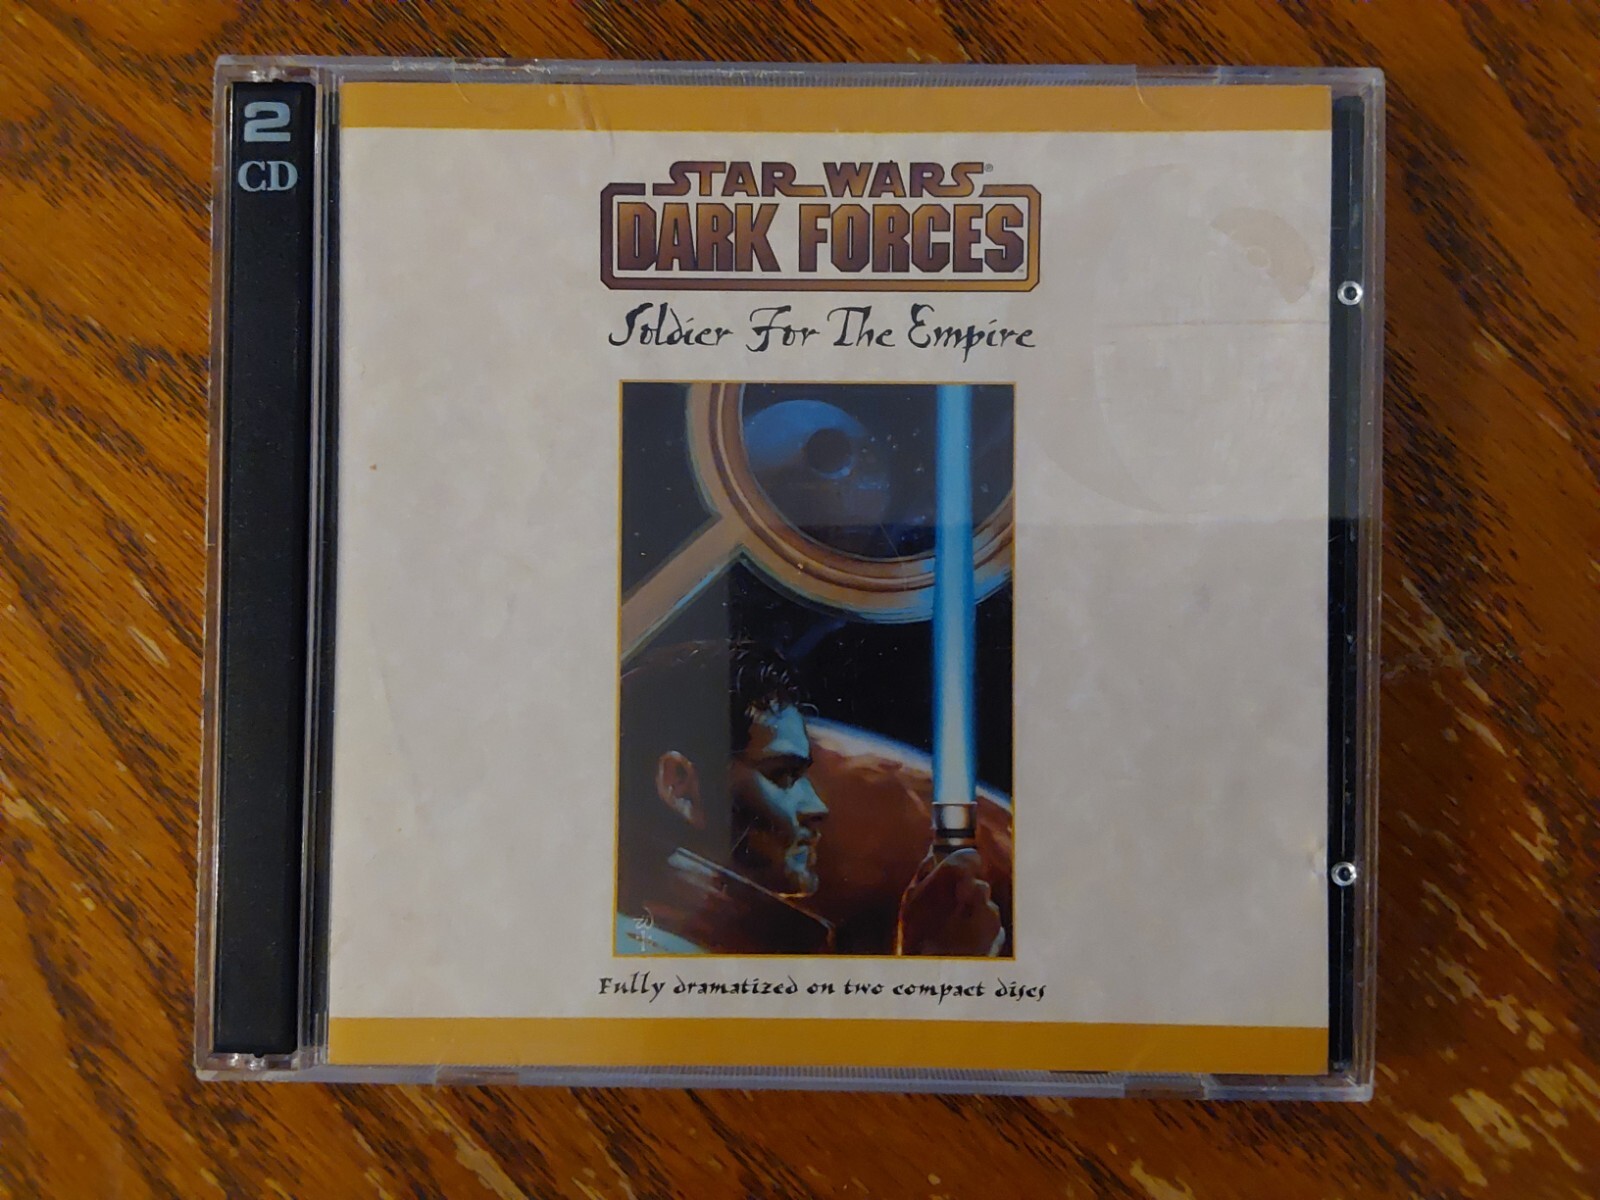 2
CD
STAR WARS®
DARK FORCES
Soldier For The Empire
Fully dramatized on two compact discs